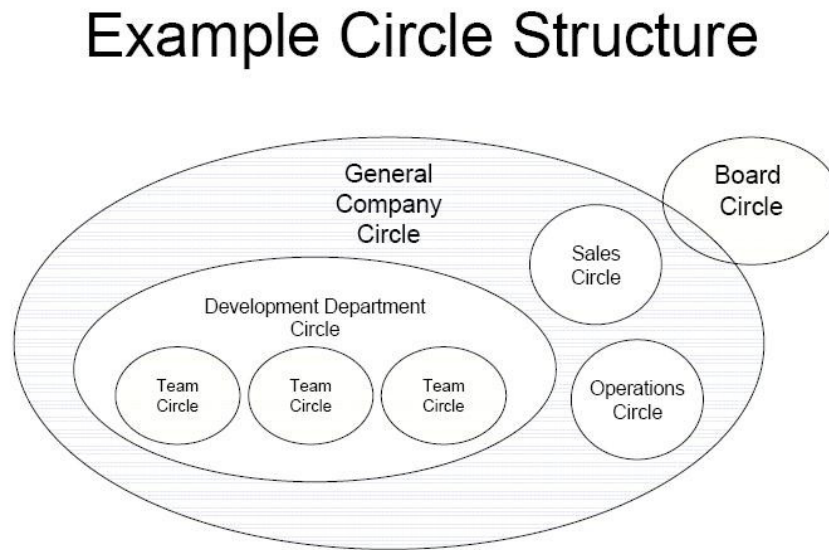 Example Circle Structure
General
Company
Circle
Board
Circle
Sales
Circle
Development Department
Circle
Team
Circle
Team
Circle
Team
Circle
Operations
Circle